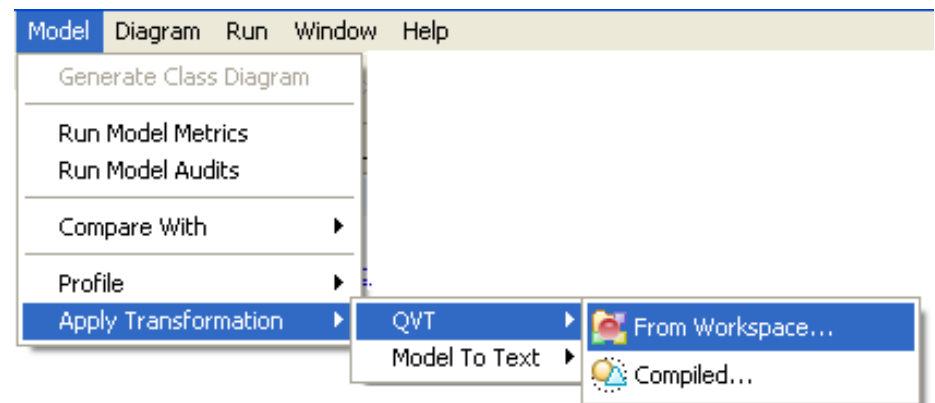 Model Diagram Run Window Help
Generate Class Diagram
Run Model Metrics
Run Model Audits
Compare With
Profile
Apply Transformation
QVT
Model To Text
From Workspace...
Compiled...